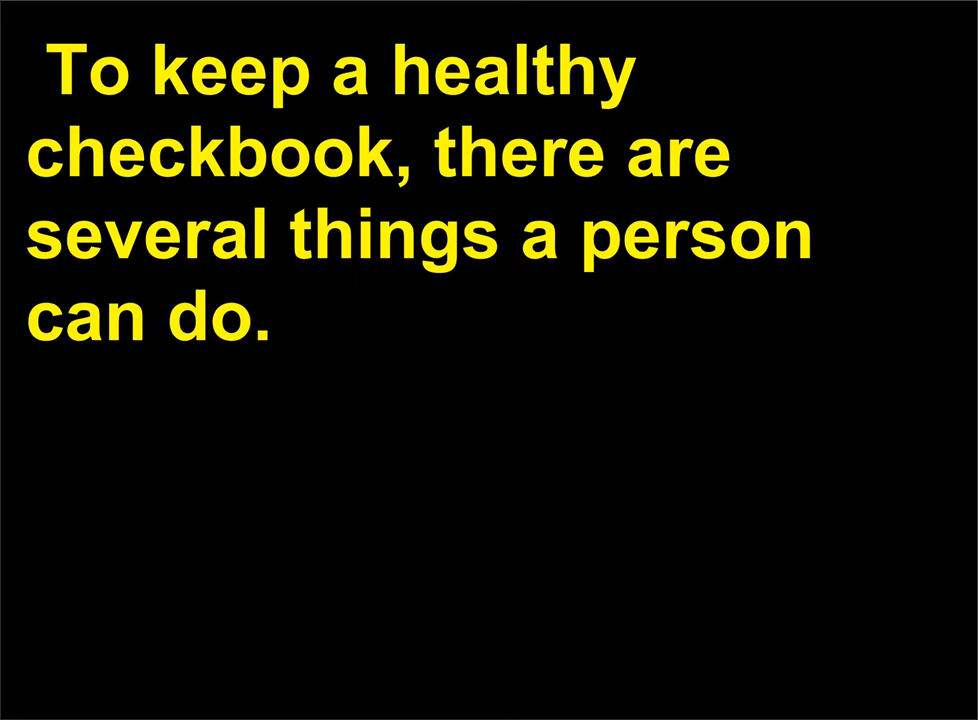 To keep a healthy
checkbook, there are
several things a person
can do.